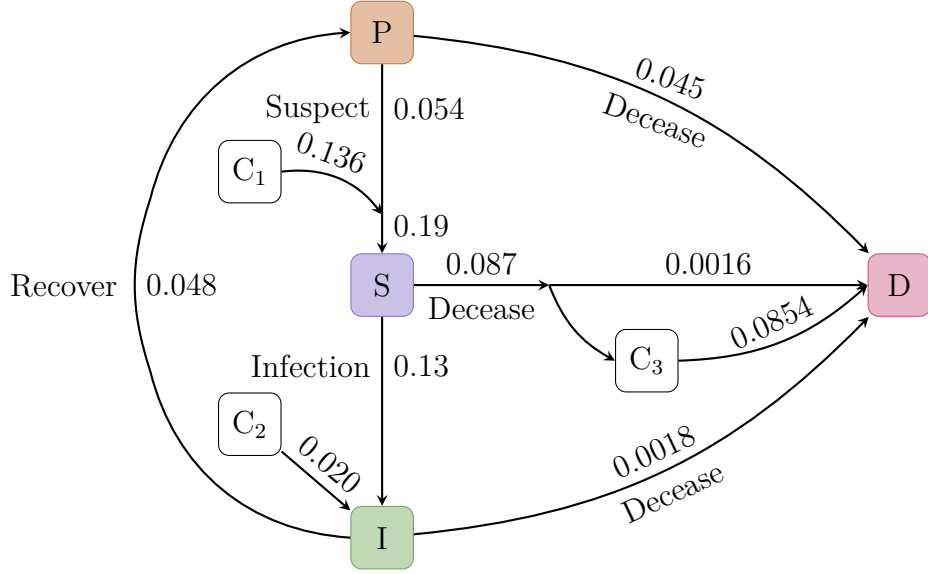 P
0.045
Decease
Suspect 0.054
C₁ 0.136
0.19
S 0.087 0.0016 D
Decease
Recover 0.048
C₃ 0.0854
Infection 0.13
C₂ 0.020
0.0018
Decease
I